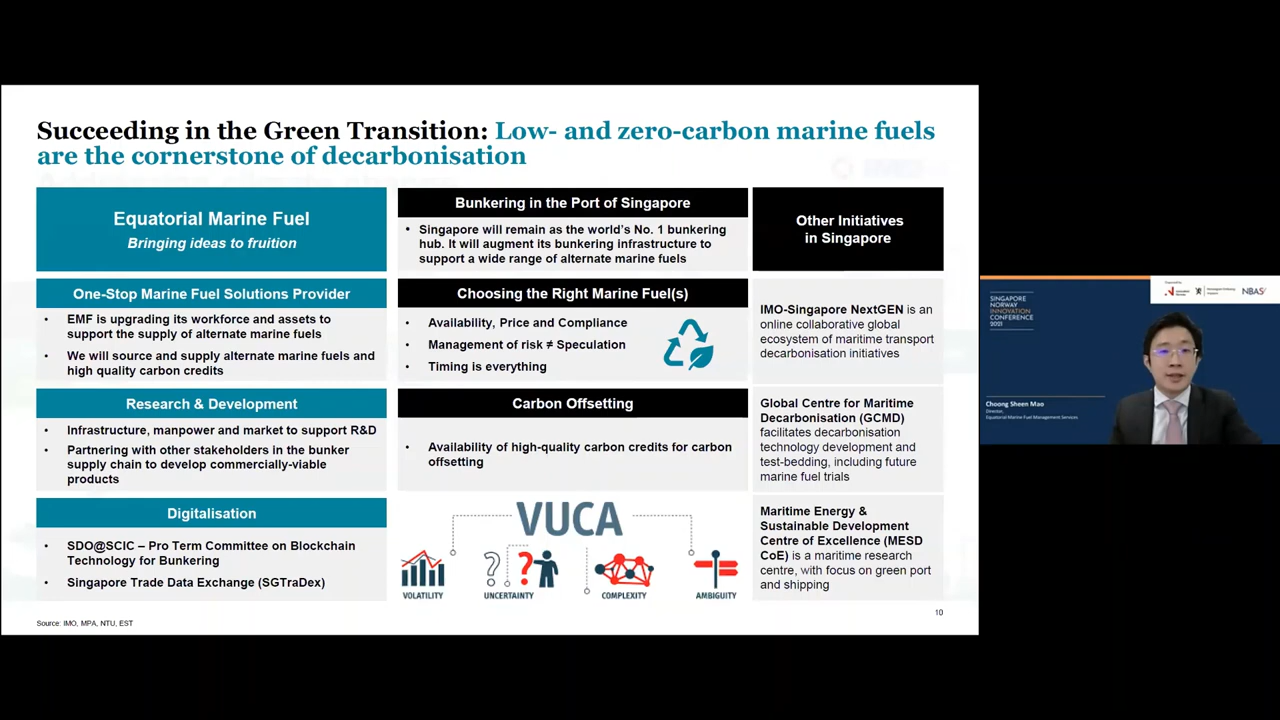 Succeeding in the Green Transition: Low- and zero-carbon marine fuels
are the cornerstone of decarbonisation
Equatorial Marine Fuel
Bringing ideas to fruition
One-Stop Marine Fuel Solutions Provider
• EMF is upgrading its workforce and assets to
support the supply of alternate marine fuels
• We will source and supply alternate marine fuels and
high quality carbon credits
Research & Development
• Infrastructure, manpower and market to support R&D
• Partnering with other stakeholders in the bunker
supply chain to develop commercially-viable
products
Digitalisation
• SDO@SCIC – Pro Term Committee on Blockchain
Technology for Bunkering
• Singapore Trade Data Exchange (SGTraDex)
Bunkering in the Port of Singapore
• Singapore will remain as the world's No. 1 bunkering
hub. It will augment its bunkering infrastructure to
support a wide range of alternate marine fuels
Choosing the Right Marine Fuel(s)
• Availability, Price and Compliance
• Management of risk ≠ Speculation
• Timing is everything
Carbon Offsetting
• Availability of high-quality carbon credits for carbon
offsetting
VUCA
VOLATILITY
UNCERTAINTY
COMPLEXITY
AMBIGUITY
Other Initiatives
in Singapore
IMO-Singapore NextGEN is an
online collaborative global
ecosystem of maritime transport
decarbonisation initiatives
Global Centre for Maritime
Decarbonisation (GCMD)
facilitates decarbonisation
technology development and
test-bedding, including future
marine fuel trials
Maritime Energy &
Sustainable Development
Centre of Excellence (MESD
CoE) is a maritime research
centre, with focus on green port
and shipping
Source: IMO, MPA, NTU, EST
10
SINGAPORE
NORWAY
INNOVATION
CONFERENCE
2021
NBAS
Choong Sheen Mao
Director,
Equatorial Marine Fuel Management Services